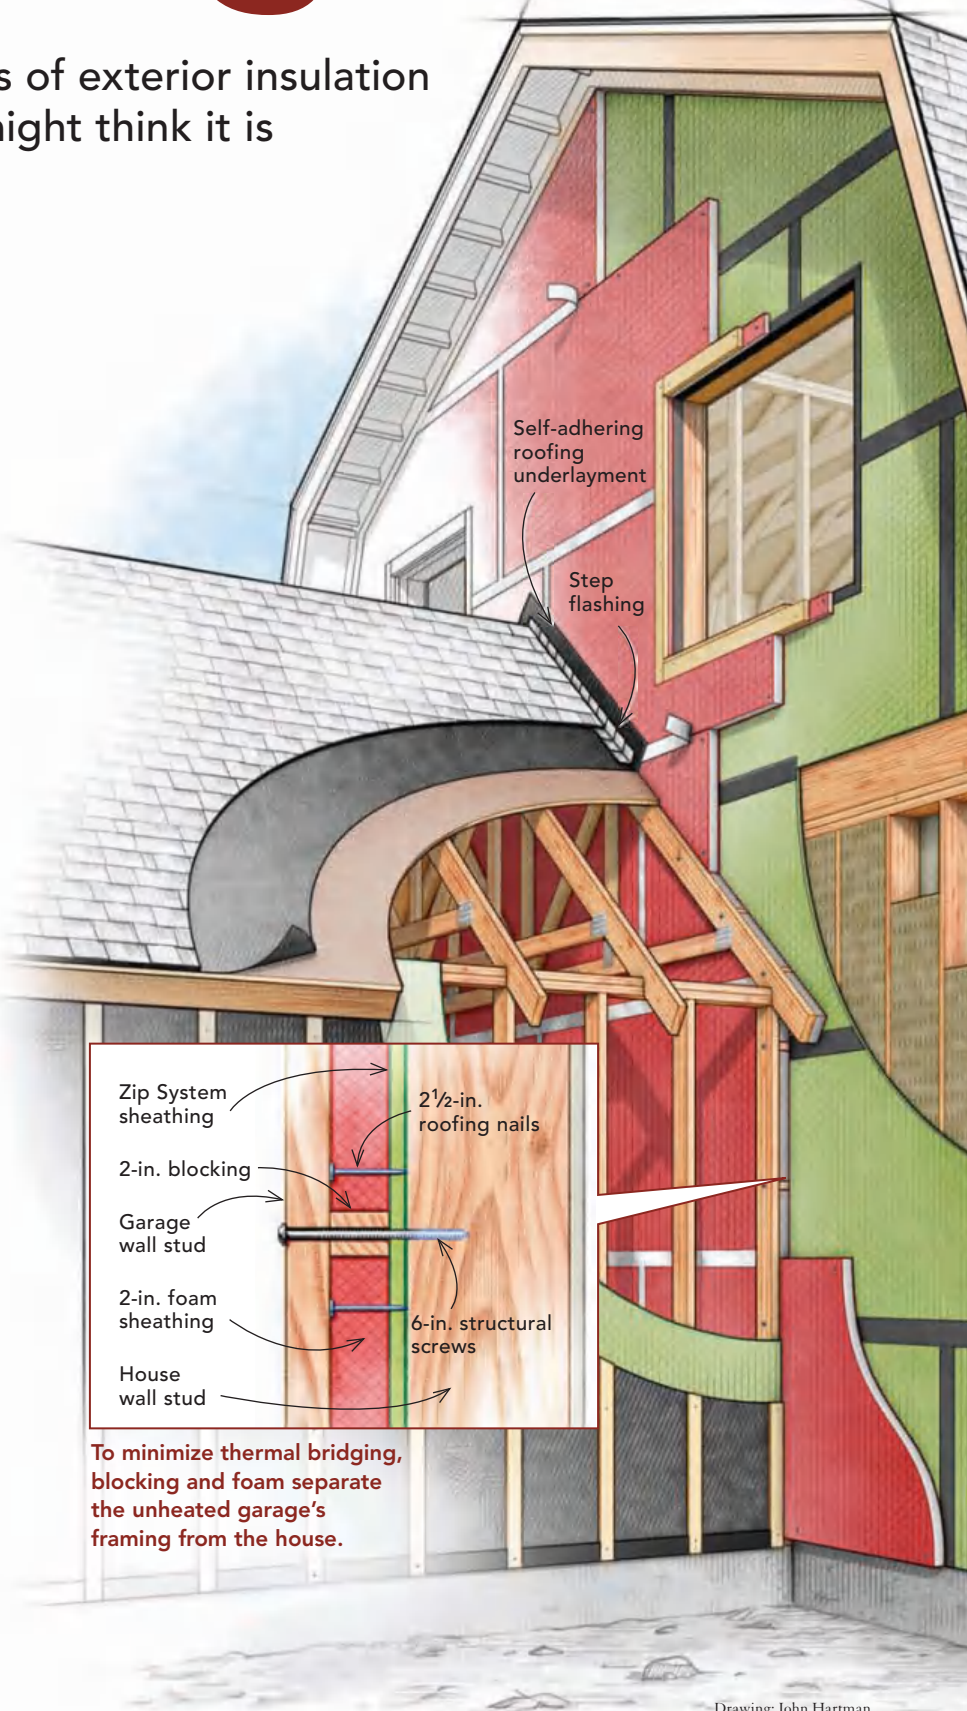 s of exterior insulation
night think it is
Self-adhering
roofing
underlayment
Step
flashing
Zip System
sheathing
2½-in.
roofing nails
2-in. blocking
Garage
wall stud
2-in. foam
sheathing
6-in. structural
screws
House
wall stud
To minimize thermal bridging,
blocking and foam separate
the unheated garage’s
framing from the house.
Drawing: John Hartman